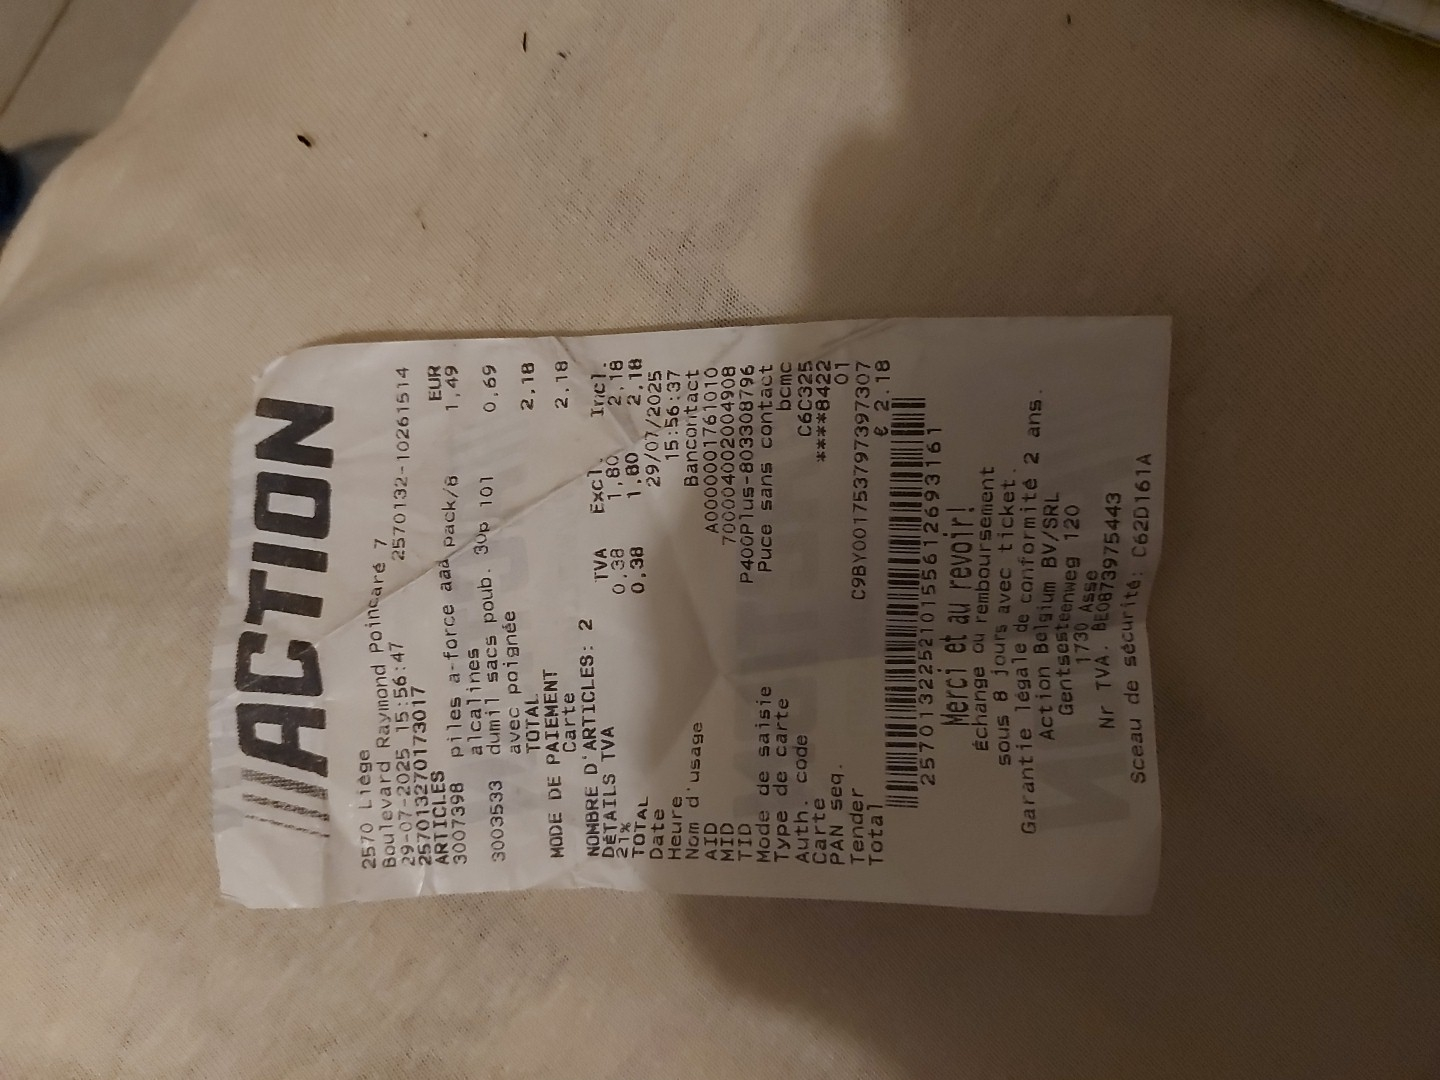 ACTION
2570 Liège
Boulevard Raymond Poincaré 7
29-07-2025 15:56:47 2570132-10261514
2570132701730​17
ARTICLES EUR
3007398 piles a-force aaa pack/8 1,49
alcalines
3003533 dumil sacs poub. 30p 10l 0,69
avec poignée
TOTAL 2,18
MODE DE PAIEMENT
Carte 2,18
NOMBRE D'ARTICLES: 2
DÉTAILS TVA TVA Excl. Incl.
21% 0,38 1,80 2,18
TOTAL 0,38 1,80 2,18
Date 29/07/2025
Heure 15:56:37
Nom d'usage Bancontact
AID A0000001761010
MID 7000040020​04908
TID P400Plus-803308796
Mode de saisie Puce sans contact
Type de carte bcmc
Auth. code C6C325
Carte ****8422
PAN seq. 01
Tender C9BY001753797397307
Total € 2.18
2570132252101556126931​61
Merci et au revoir!
Échange ou remboursement
sous 8 jours avec ticket.
Garantie légale de conformité 2 ans.
Action Belgium BV/SRL
Gentsesteenweg 120
1730 Asse
Nr TVA. BE0873975443
Sceau de sécurité: C62D161A